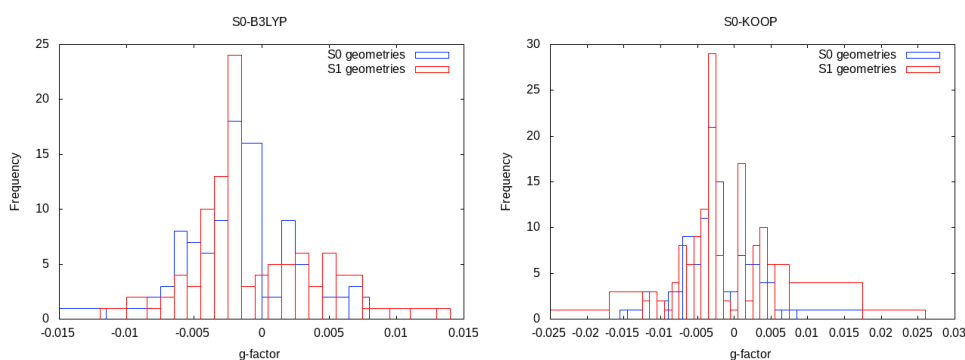 S0-B3LYP
25
20
15
10
5
0
Frequency
S0 geometries
S1 geometries
-0.015 -0.01 -0.005 0 0.005 0.01 0.015
g-factor
S0-KOOP
30
25
20
15
10
5
0
Frequency
S0 geometries
S1 geometries
-0.025 -0.02 -0.015 -0.01 -0.005 0 0.005 0.01 0.015 0.02 0.025 0.03
g-factor